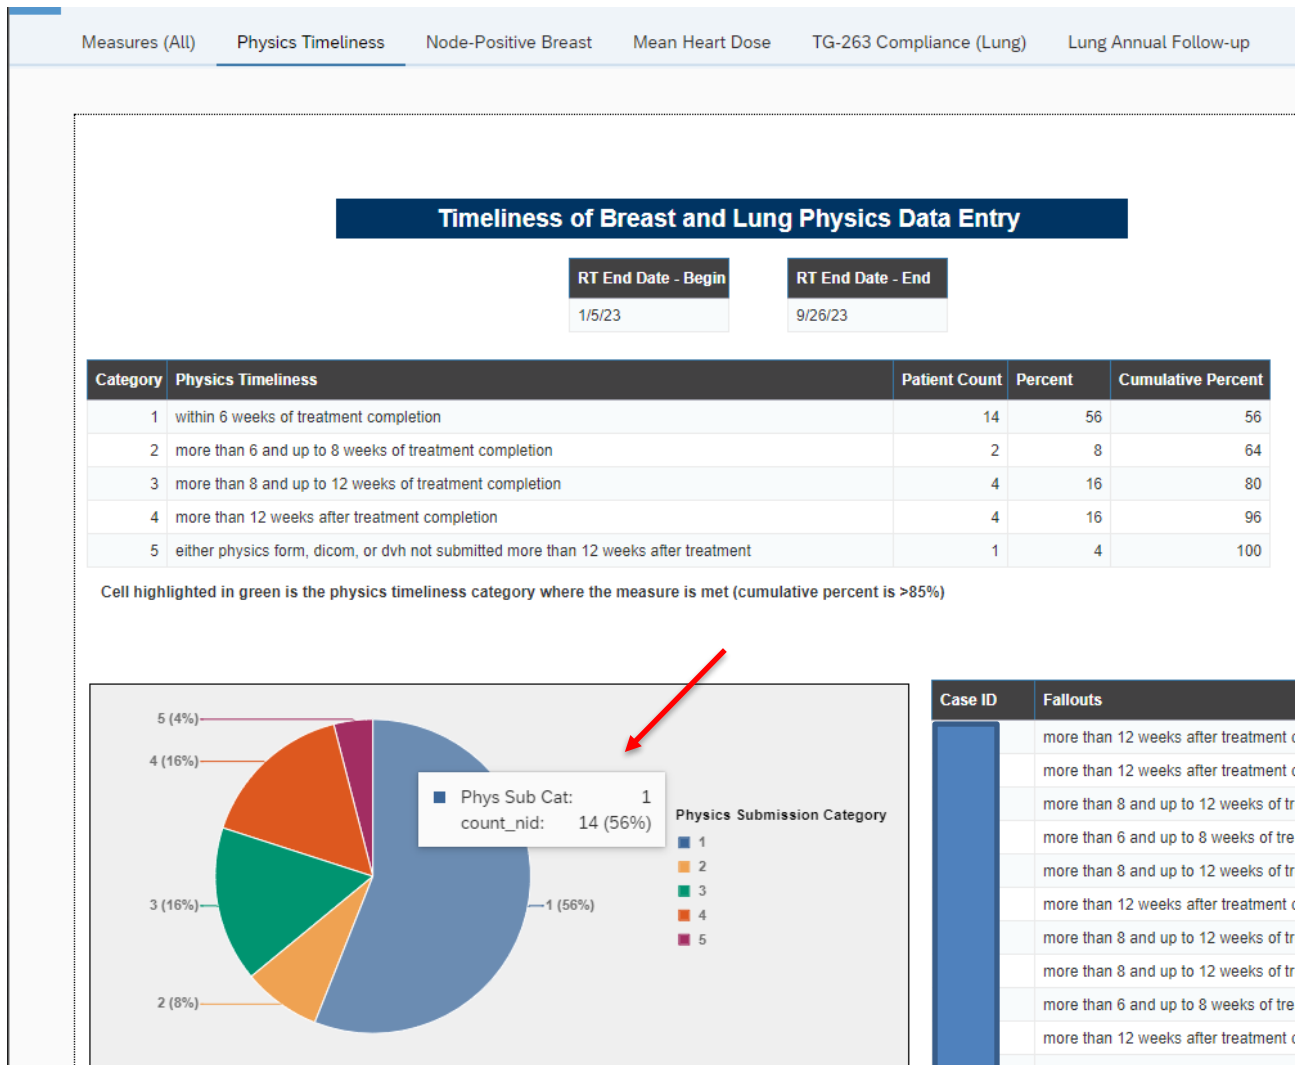 Measures (All) Physics Timeliness Node-Positive Breast Mean Heart Dose TG-263 Compliance (Lung) Lung Annual Follow-up
Timeliness of Breast and Lung Physics Data Entry
RT End Date - Begin RT End Date - End
1/5/23 9/26/23
Category Physics Timeliness Patient Count Percent Cumulative Percent
1 within 6 weeks of treatment completion 14 56 56
2 more than 6 and up to 8 weeks of treatment completion 2 8 64
3 more than 8 and up to 12 weeks of treatment completion 4 16 80
4 more than 12 weeks after treatment completion 4 16 96
5 either physics form, dicom, or dvh not submitted more than 12 weeks after treatment 1 4 100
Cell highlighted in green is the physics timeliness category where the measure is met (cumulative percent is >85%)
5 (4%)
4 (16%)
3 (16%)
2 (8%)
1 (56%)
Phys Sub Cat: 1
count_nid: 14 (56%)
Physics Submission Category
1
2
3
4
5
Case ID Fallouts
more than 12 weeks after treatment
more than 12 weeks after treatment
more than 8 and up to 12 weeks of
more than 6 and up to 8 weeks of
more than 8 and up to 12 weeks of
more than 12 weeks after treatment
more than 8 and up to 12 weeks of
more than 8 and up to 12 weeks of
more than 6 and up to 8 weeks of
more than 12 weeks after treatment